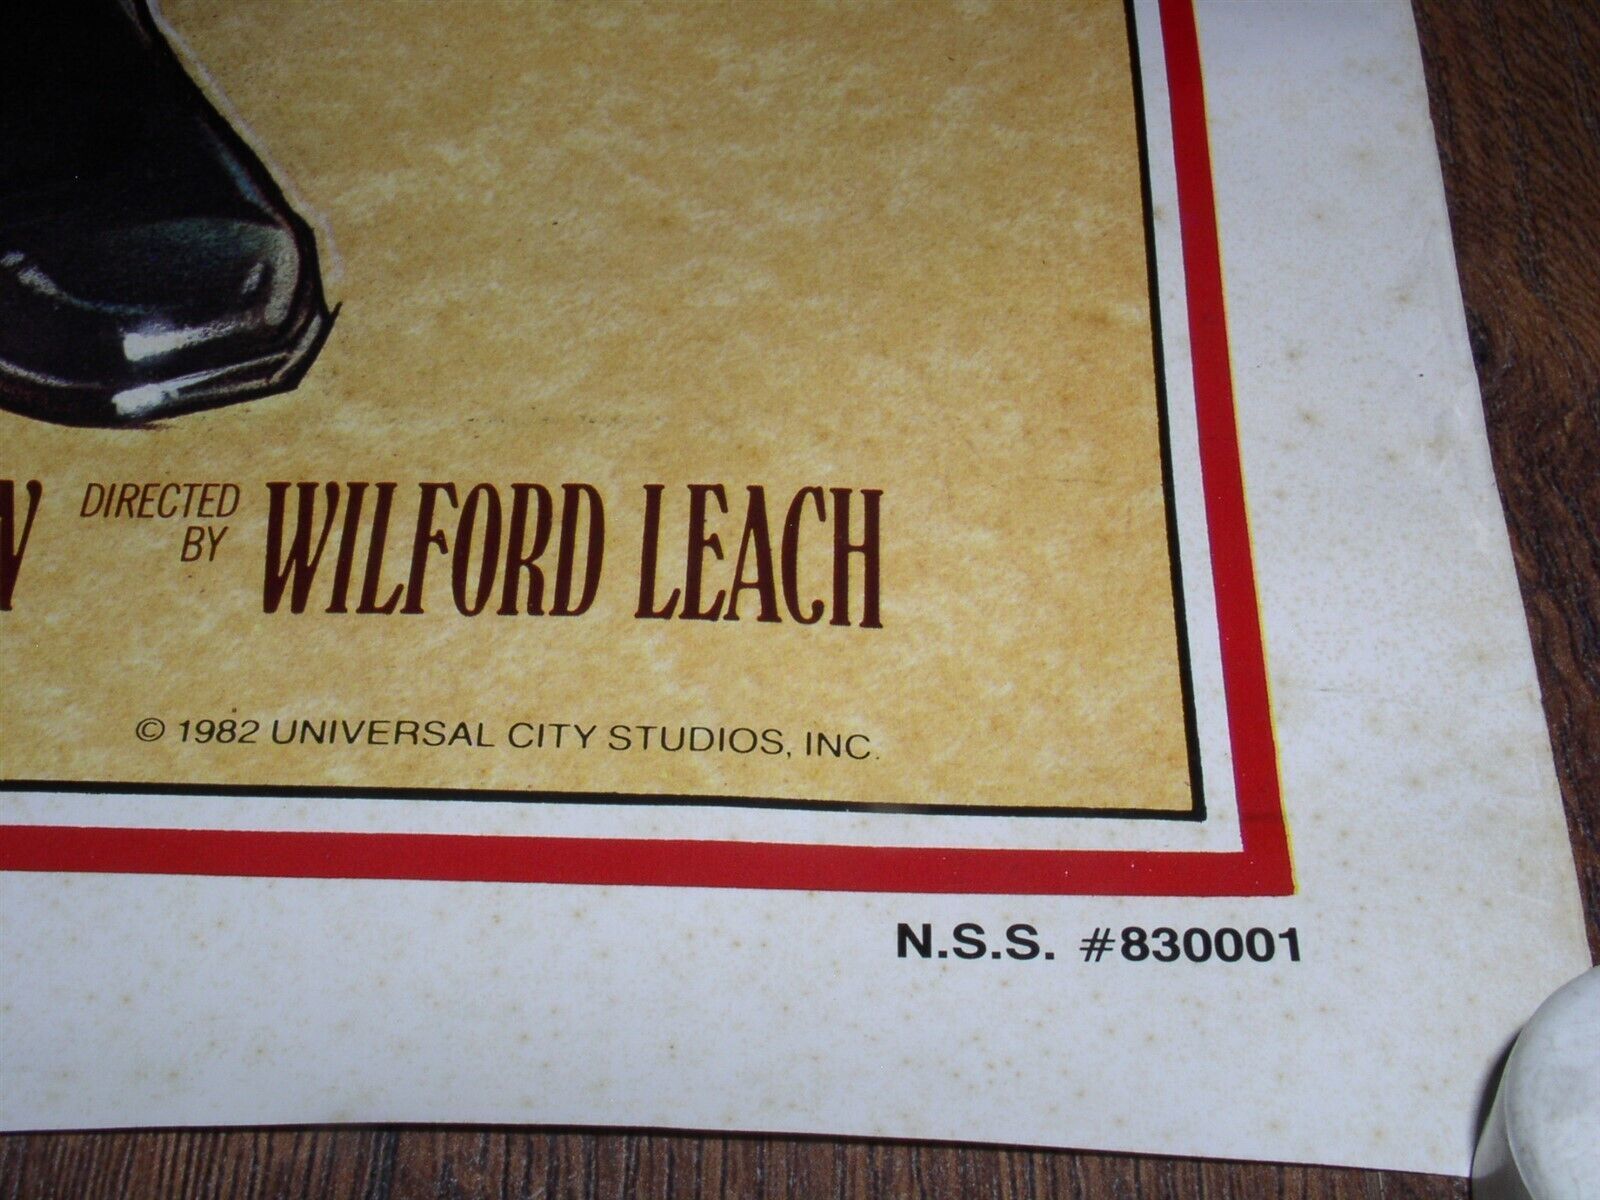 DIRECTED
BY
WILFORD LEACH
© 1982 UNIVERSAL CITY STUDIOS, INC.
N.S.S. #830001